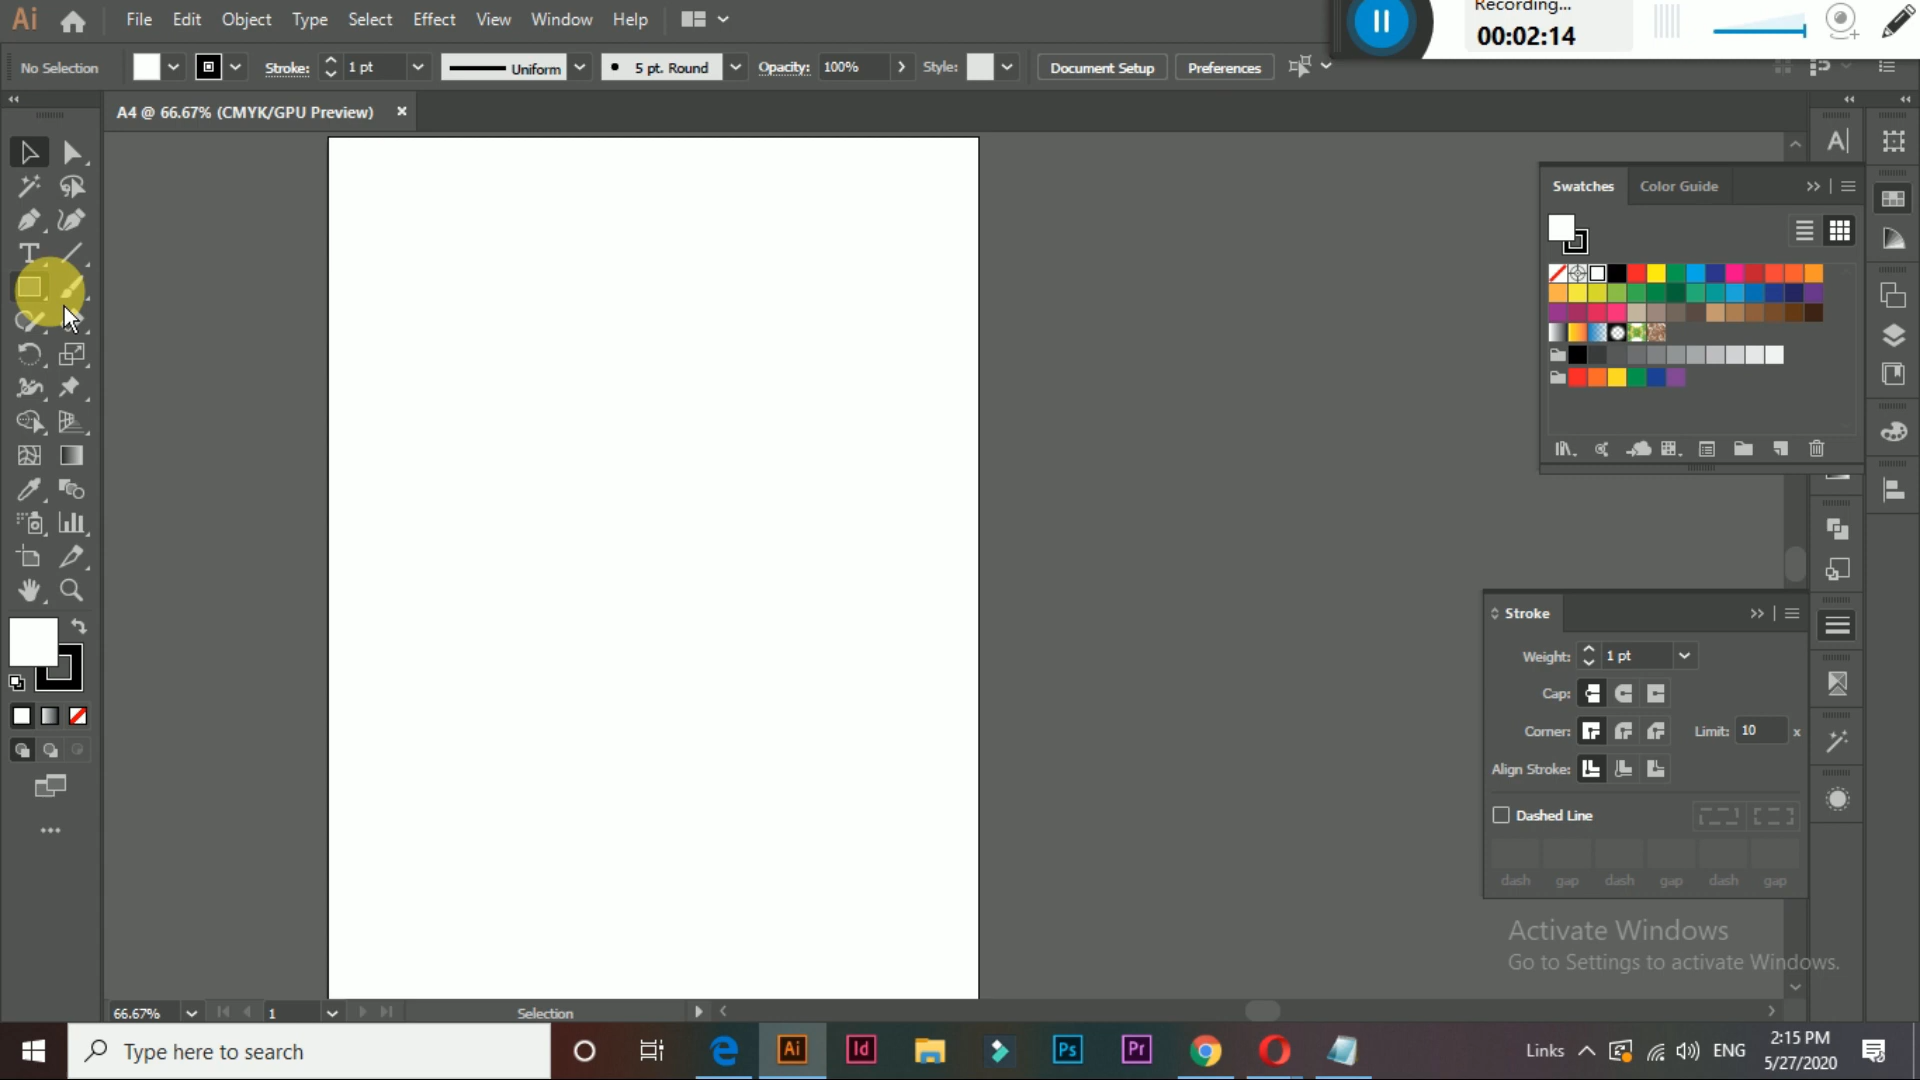 Ai File Edit Object Type Select Effect View Window Help
Recording...
00:02:14
No Selection Stroke: 1 pt Uniform 5 pt. Round Opacity: 100% Style: Document Setup Preferences
A4 @ 66.67% (CMYK/GPU Preview) ×
Swatches Color Guide
Stroke
Weight: 1 pt
Cap:
Corner: Limit: 10 x
Align Stroke:
Dashed Line
dash gap dash gap dash gap
Activate Windows
Go to Settings to activate Windows.
66.67% 1 Selection
Type here to search
Ai Id Ps Pr
Links ENG
2:15 PM
5/27/2020